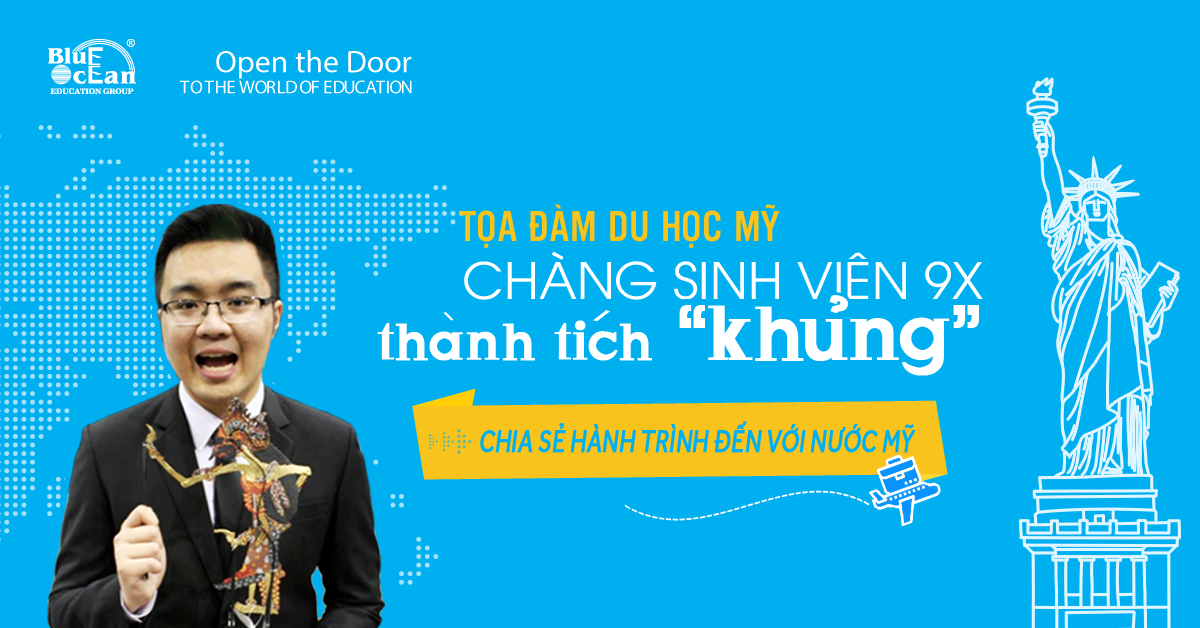 BluE
OcEan
EDUCATION GROUP
®
Open the Door
TO THE WORLD OF EDUCATION
TỌA ĐÀM DU HỌC MỸ
CHÀNG SINH VIÊN 9X
thành tích “khủng”
CHIA SẺ HÀNH TRÌNH ĐẾN VỚI NƯỚC MỸ